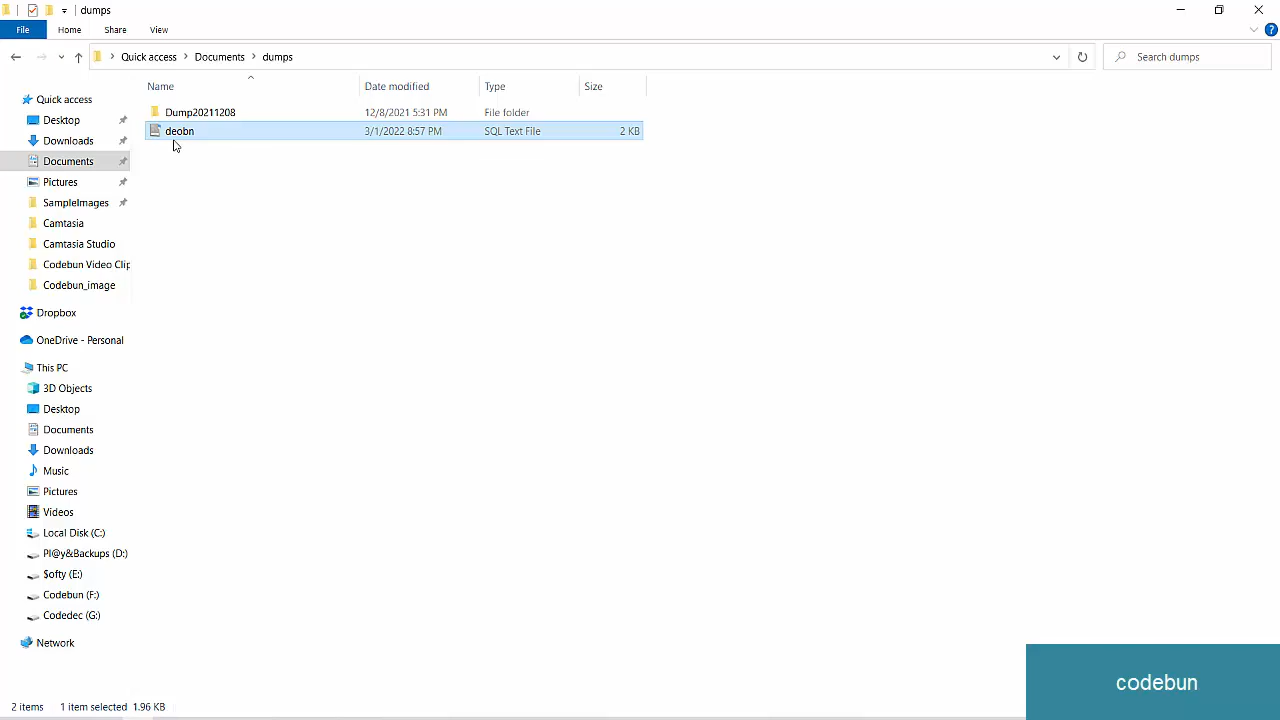 dumps
File Home Share View
Quick access Documents dumps Search dumps
Name Date modified Type Size
Dump20211208 12/8/2021 5:31 PM File folder
deobn 3/1/2022 8:57 PM SQL Text File 2 KB
Quick access
Desktop
Downloads
Documents
Pictures
SampleImages
Camtasia
Camtasia Studio
Codebun Video Clip
Codebun_image
Dropbox
OneDrive - Personal
This PC
3D Objects
Desktop
Documents
Downloads
Music
Pictures
Videos
Local Disk (C:)
Pl@y&Backups (D:)
$ofty (E:)
Codebun (F:)
Codedec (G:)
Network
codebun
2 items 1 item selected 1.96 KB